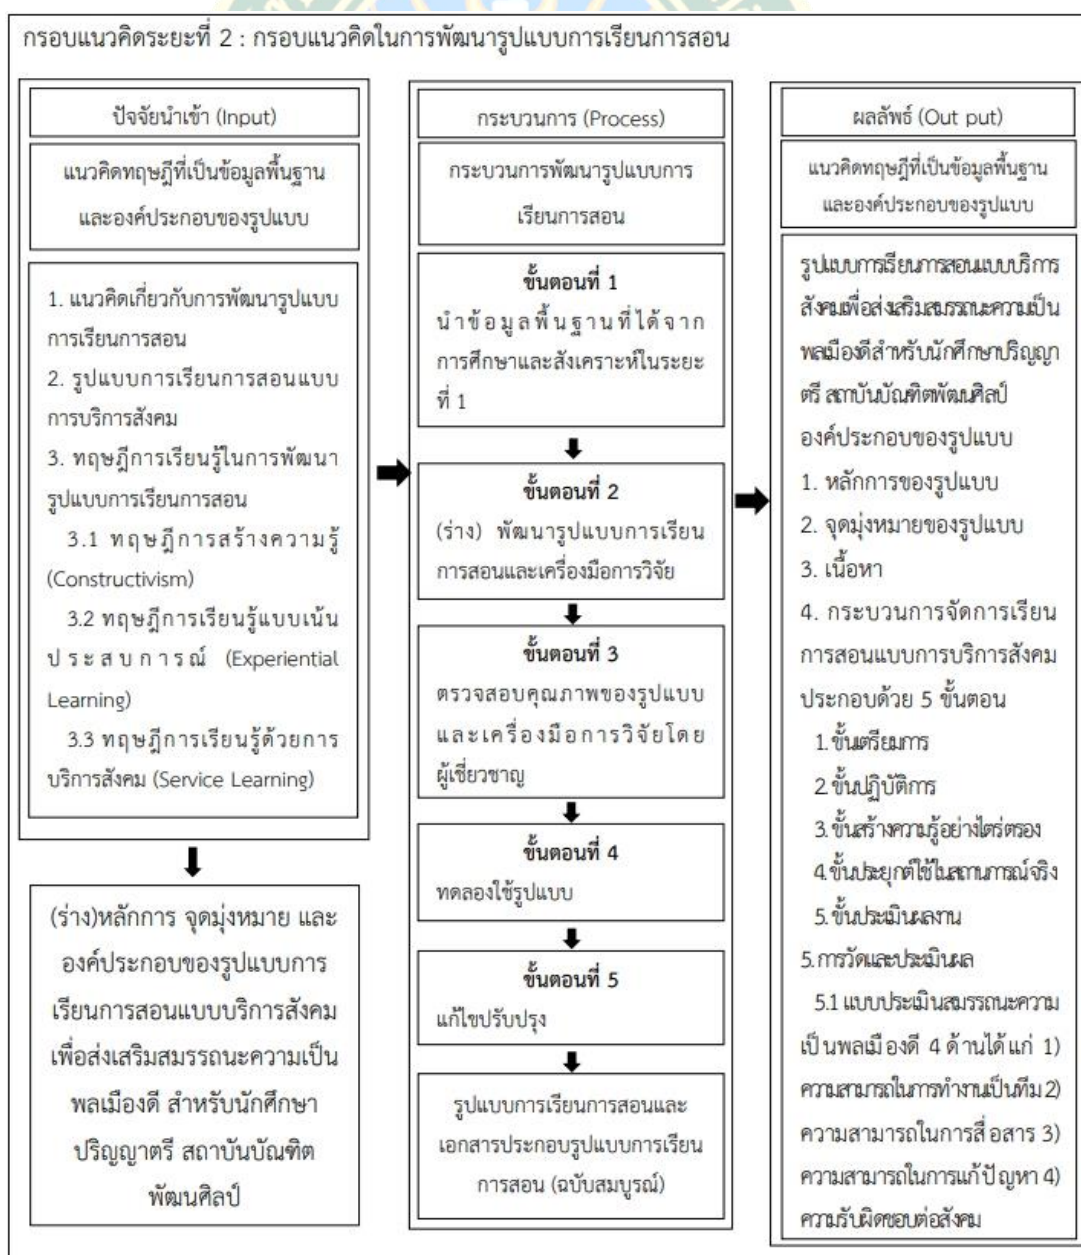 กรอบแนวคิดระยะที่ 2 : กรอบแนวคิดในการพัฒนารูปแบบการเรียนการสอน
ปัจจัยนำเข้า (Input)
แนวคิดทฤษฎีที่เป็นข้อมูลพื้นฐาน
และองค์ประกอบของรูปแบบ
1. แนวคิดเกี่ยวกับการพัฒนารูปแบบ
การเรียนการสอน
2. รูปแบบการเรียนการสอนแบบ
การบริการสังคม
3. ทฤษฎีการเรียนรู้ในการพัฒนา
รูปแบบการเรียนการสอน
3.1 ทฤษฎีการสร้างความรู้
(Constructivism)
3.2 ทฤษฎีการเรียนรู้แบบเน้น
ประสบการณ์ (Experiential
Learning)
3.3 ทฤษฎีการเรียนรู้ด้วยการ
บริการสังคม (Service Learning)
(ร่าง)หลักการ จุดมุ่งหมาย และ
องค์ประกอบของรูปแบบการ
เรียนการสอนแบบบริการสังคม
เพื่อส่งเสริมสมรรถนะความเป็น
พลเมืองดี สำหรับนักศึกษา
ปริญญาตรี สถาบันบัณฑิต
พัฒนศิลป์
กระบวนการ (Process)
กระบวนการพัฒนารูปแบบการ
เรียนการสอน
ขั้นตอนที่ 1
นำข้อมูลพื้นฐานที่ได้จาก
การศึกษาและสังเคราะห์ในระยะ
ที่ 1
ขั้นตอนที่ 2
(ร่าง) พัฒนารูปแบบการเรียน
การสอนและเครื่องมือการวิจัย
ขั้นตอนที่ 3
ตรวจสอบคุณภาพของรูปแบบ
และเครื่องมือการวิจัยโดย
ผู้เชี่ยวชาญ
ขั้นตอนที่ 4
ทดลองใช้รูปแบบ
ขั้นตอนที่ 5
แก้ไขปรับปรุง
รูปแบบการเรียนการสอนและ
เอกสารประกอบรูปแบบการเรียน
การสอน (ฉบับสมบูรณ์)
ผลลัพธ์ (Out put)
แนวคิดทฤษฎีที่เป็นข้อมูลพื้นฐาน
และองค์ประกอบของรูปแบบ
รูปแบบการเรียนการสอนแบบบริการ
สังคมเพื่อส่งเสริมสมรรถนะความเป็น
พลเมืองดีสำหรับนักศึกษาปริญญา
ตรี สถาบันบัณฑิตพัฒนศิลป์
องค์ประกอบของรูปแบบ
1. หลักการของรูปแบบ
2. จุดมุ่งหมายของรูปแบบ
3. เนื้อหา
4. กระบวนการจัดการเรียน
การสอนแบบการบริการสังคม
ประกอบด้วย 5 ขั้นตอน
1. ขั้นเตรียมการ
2. ขั้นปฏิบัติการ
3. ขั้นสร้างความรู้อย่างไตร่ตรอง
4. ขั้นประยุกต์ใช้ในสถานการณ์จริง
5. ขั้นประเมินผลงาน
5. การวัดและประเมินผล
5.1 แบบประเมินสมรรถนะความ
เป็นพลเมืองดี 4 ด้านได้แก่ 1)
ความสามารถในการทำงานเป็นทีม 2)
ความสามารถในการสื่อสาร 3)
ความสามารถในการแก้ปัญหา 4)
ความรับผิดชอบต่อสังคม